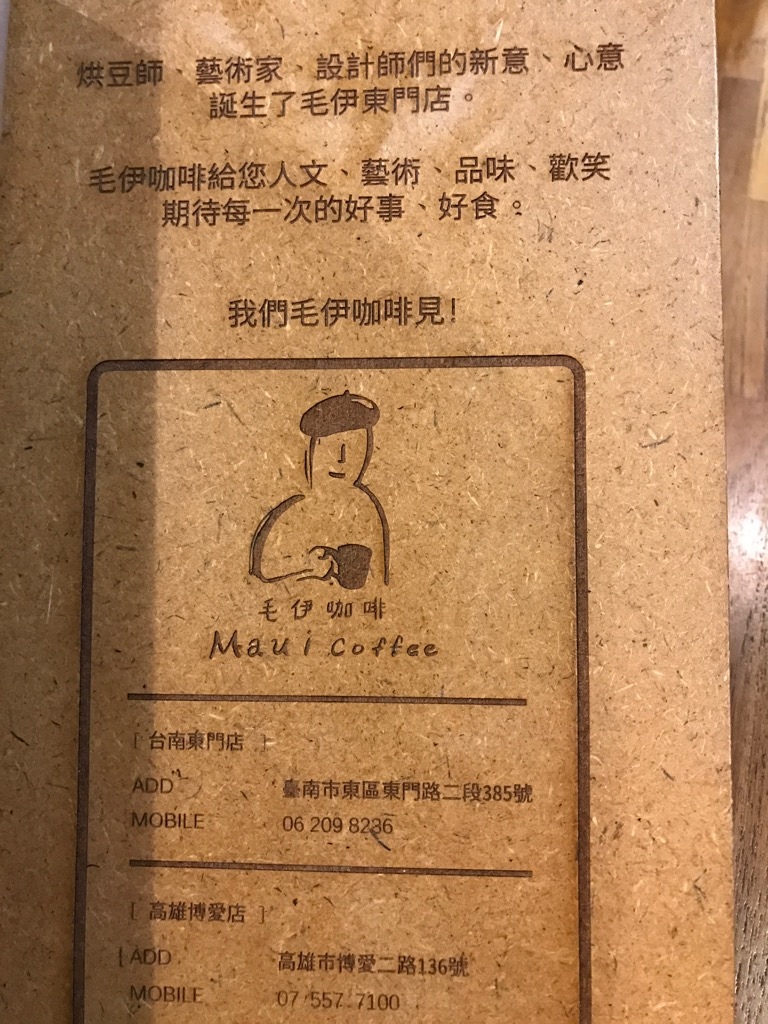 烘豆師、藝術家、設計師們的新意、心意
誕生了毛伊東門店。
毛伊咖啡給您人文、藝術、品味、歡笑
期待每一次的好事、好食。
我們毛伊咖啡見!
毛伊咖啡
Maui Coffee
[ 台南東門店 ]
ADD 臺南市東區東門路二段385號
MOBILE 06 209 8236
[ 高雄博愛店 ]
ADD 高雄市博愛二路136號
MOBILE 07 557 7100